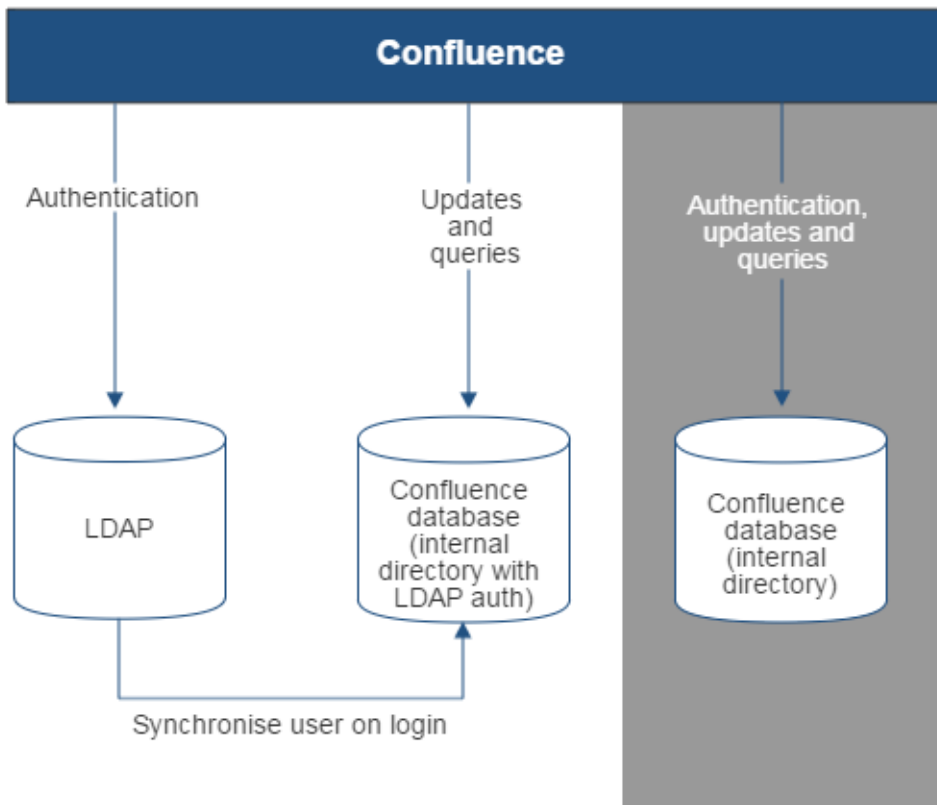 Confluence
Authentication
Updates
and
queries
Authentication,
updates and
queries
LDAP
Confluence
database
(internal
directory with
LDAP auth)
Confluence
database
(internal
directory)
Synchronise user on login